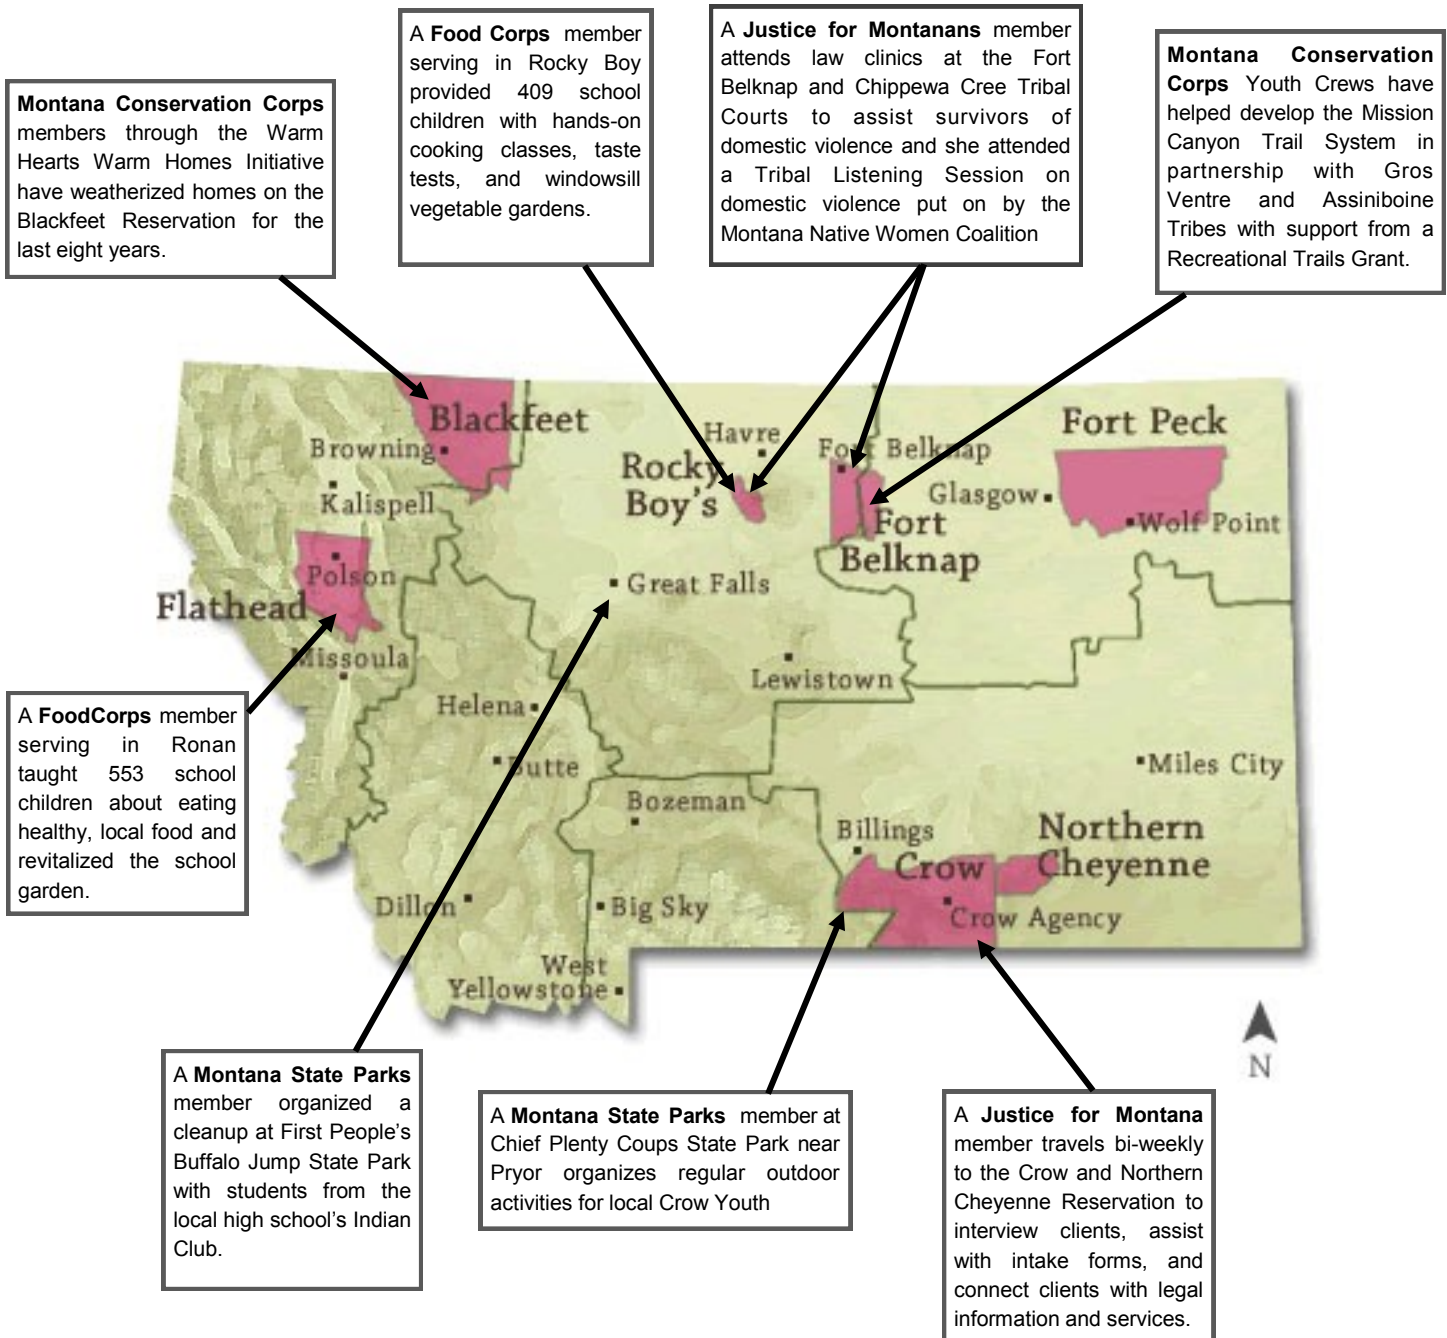 Montana Conservation Corps
members through the Warm
Hearts Warm Homes Initiative
have weatherized homes on the
Blackfeet Reservation for the
last eight years.
A Food Corps member
serving in Rocky Boy
provided 409 school
children with hands-on
cooking classes, taste
tests, and windowsill
vegetable gardens.
A Justice for Montanans member
attends law clinics at the Fort
Belknap and Chippewa Cree Tribal
Courts to assist survivors of
domestic violence and she attended
a Tribal Listening Session on
domestic violence put on by the
Montana Native Women Coalition
Montana Conservation
Corps Youth Crews have
helped develop the Mission
Canyon Trail System in
partnership with Gros
Ventre and Assiniboine
Tribes with support from a
Recreational Trails Grant.
Blackfeet
Browning
Kalispell
Havre
Rocky
Boy's
Fort Belknap
Fort
Belknap
Fort Peck
Glasgow
Wolf Point
Polson
Flathead
Missoula
Great Falls
Lewistown
Helena
Butte
Miles City
Bozeman
Billings
Crow
Northern
Cheyenne
Dillon
Big Sky
Crow Agency
West
Yellowstone
N
A FoodCorps member
serving in Ronan
taught 553 school
children about eating
healthy, local food and
revitalized the school
garden.
A Montana State Parks
member organized a
cleanup at First People's
Buffalo Jump State Park
with students from the
local high school's Indian
Club.
A Montana State Parks member at
Chief Plenty Coups State Park near
Pryor organizes regular outdoor
activities for local Crow Youth
A Justice for Montana
member travels bi-weekly
to the Crow and Northern
Cheyenne Reservation to
interview clients, assist
with intake forms, and
connect clients with legal
information and services.